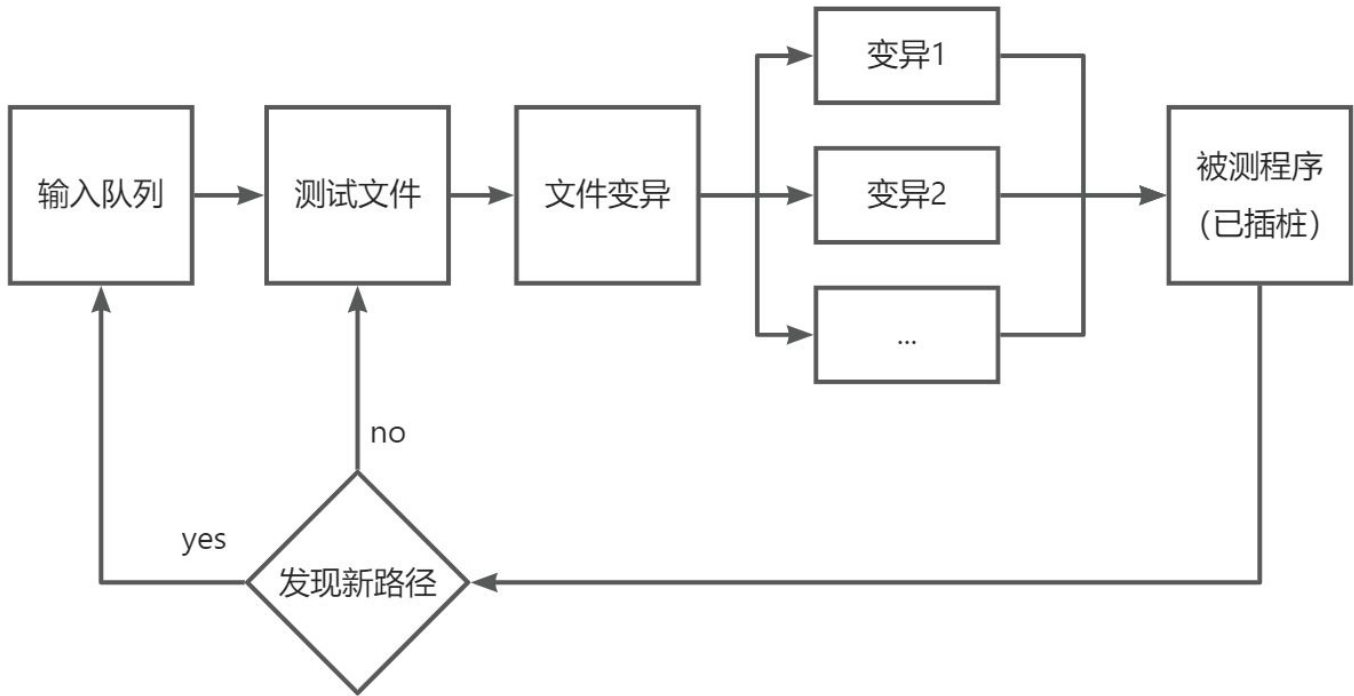 输入队列
测试文件
文件变异
变异1
变异2
...
被测程序
（已插桩）
no
yes
发现新路径